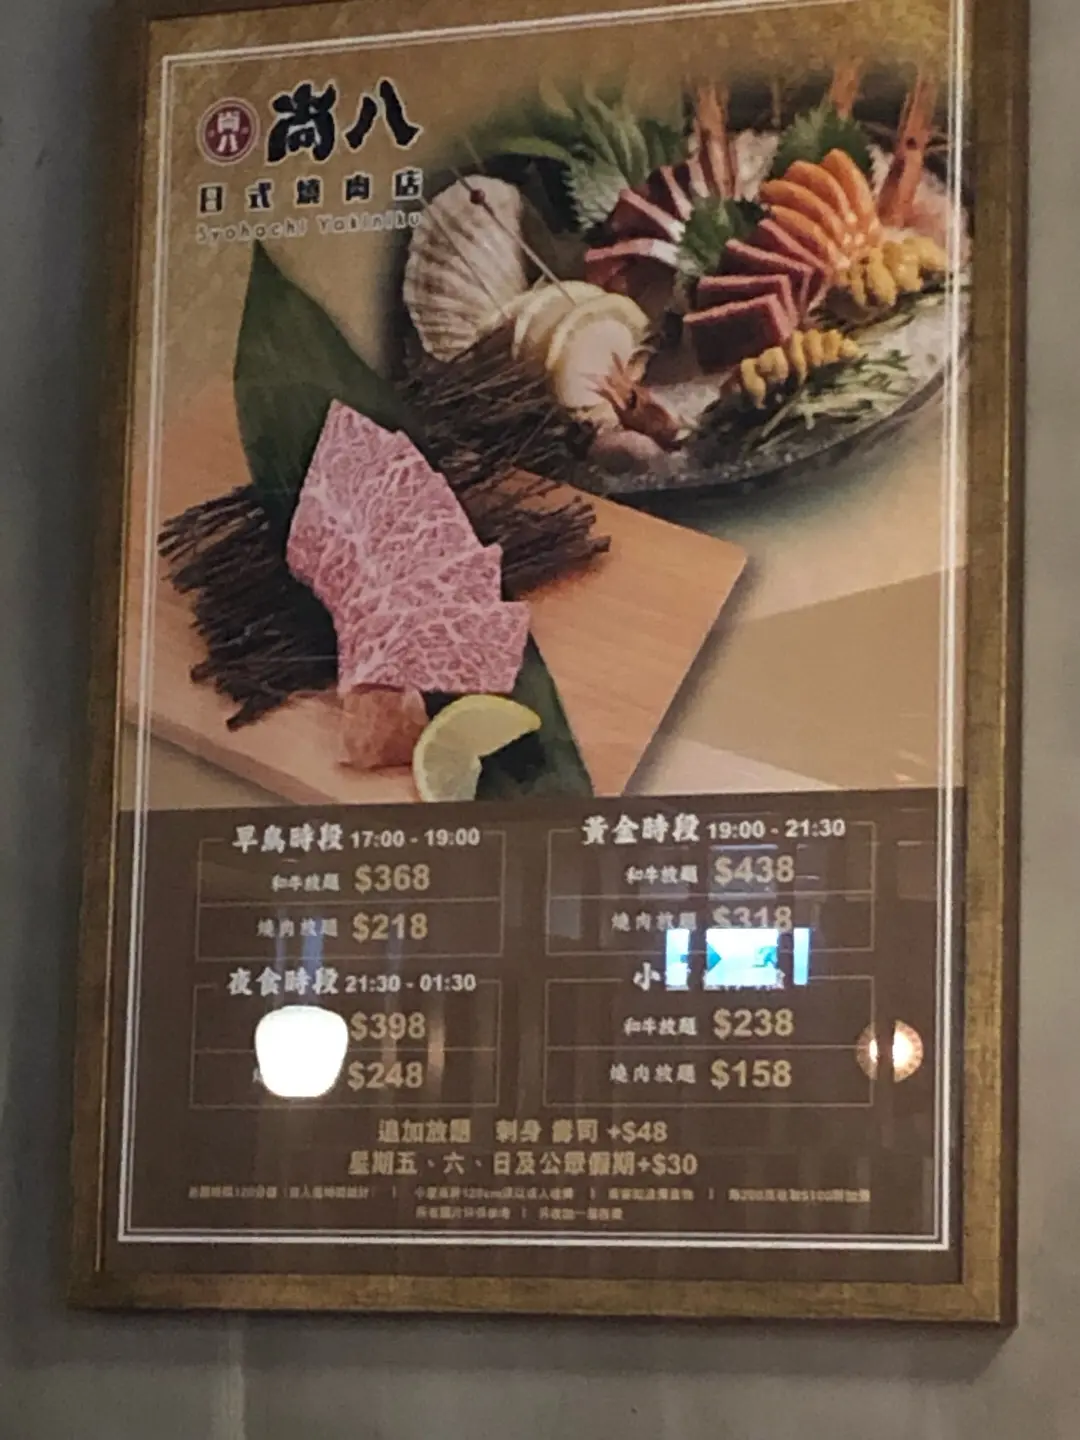 尚八
尚八
日式燒肉店
Syohachi Yakiniku
早鳥時段 17:00 - 19:00
和牛放題 $368
燒肉放題 $218
黃金時段 19:00 - 21:30
和牛放題 $438
燒肉放題 $318
夜食時段 21:30 - 01:30
$398
$248
小
和牛放題 $238
燒肉放題 $158
追加放題 刺身 壽司 +$48
星期五、六、日及公眾假期+$30